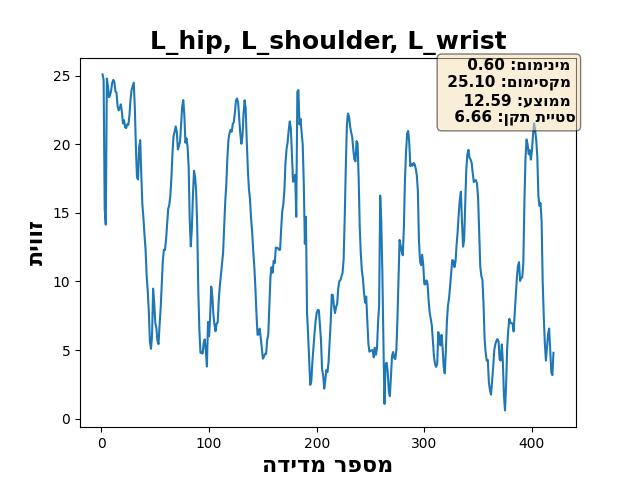 L_hip, L_shoulder, L_wrist
מינימום: 0.60
מקסימום: 25.10
ממוצע: 12.59
סטיית תקן: 6.66
זווית
25
20
15
10
5
0
0 100 200 300 400
מספר מדידה